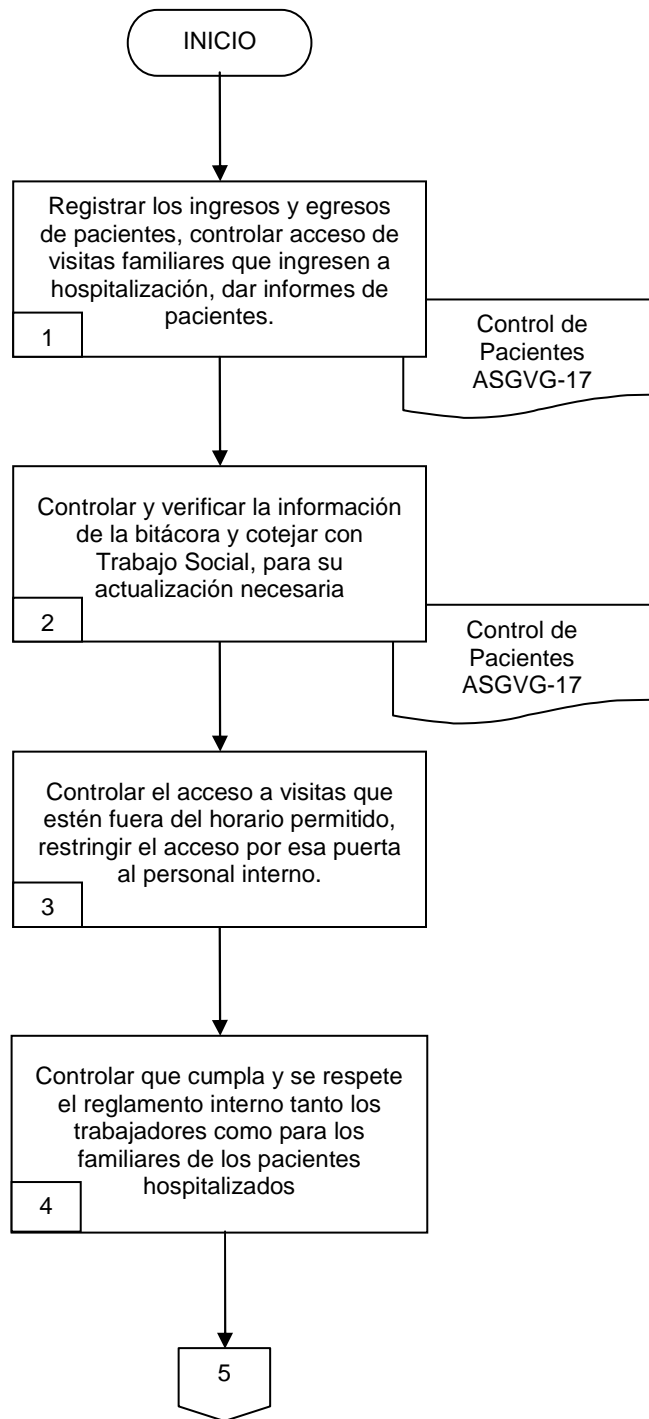 INICIO
Registrar los ingresos y egresos
de pacientes, controlar acceso de
visitas familiares que ingresen a
hospitalización, dar informes de
pacientes.
1
Control de
Pacientes
ASGVG-17
Controlar y verificar la información
de la bitácora y cotejar con
Trabajo Social, para su
actualización necesaria
2
Control de
Pacientes
ASGVG-17
Controlar el acceso a visitas que
estén fuera del horario permitido,
restringir el acceso por esa puerta
al personal interno.
3
Controlar que cumpla y se respete
el reglamento interno tanto los
trabajadores como para los
familiares de los pacientes
hospitalizados
4
5